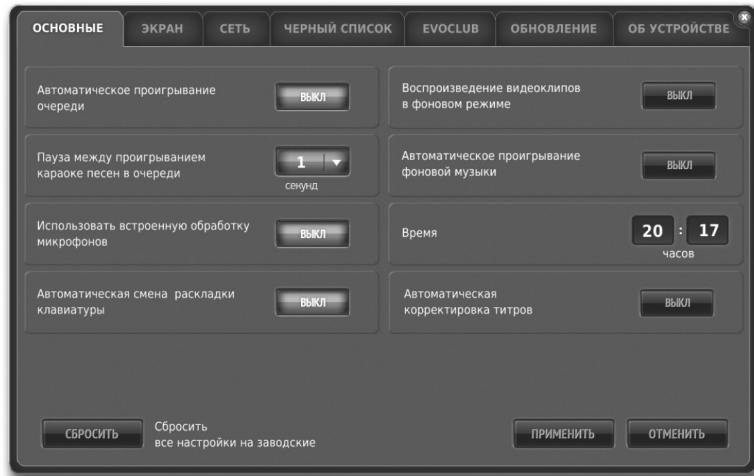 ОСНОВНЫЕ ЭКРАН СЕТЬ ЧЕРНЫЙ СПИСОК EVOCLUB ОБНОВЛЕНИЕ ОБ УСТРОЙСТВЕ
Автоматическое проигрывание
очереди
ВЫКЛ
Воспроизведение видеоклипов
в фоновом режиме
ВЫКЛ
Пауза между проигрыванием
караоке песен в очереди
1
секунд
Автоматическое проигрывание
фоновой музыки
ВЫКЛ
Использовать встроенную обработку
микрофонов
ВЫКЛ
Время
20 : 17
часов
Автоматическая смена раскладки
клавиатуры
ВЫКЛ
Автоматическая
корректировка титров
ВЫКЛ
СБРОСИТЬ
Сбросить
все настройки на заводские
ПРИМЕНИТЬ
ОТМЕНИТЬ